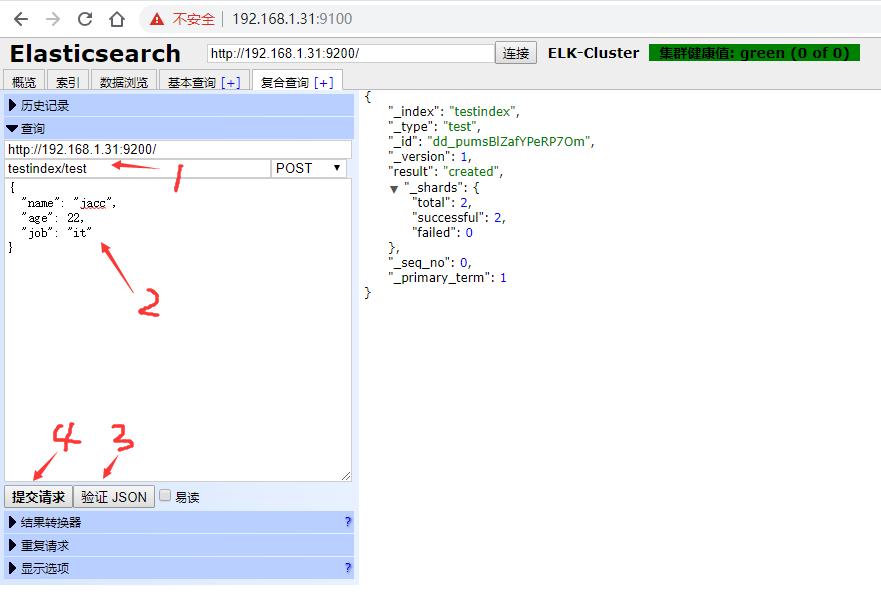 不安全 192.168.1.31:9100
Elasticsearch http://192.168.1.31:9200/ 连接 ELK-Cluster 集群健康值: green (0 of 0)
概览 索引 数据浏览 基本查询 [+] 复合查询 [+]
历史记录
查询
http://192.168.1.31:9200/
testindex/test POST
1
{
"name": "jacc",
"age": 22,
"job": "it"
}
2
4 3
提交请求 验证 JSON 易读
结果转换器 ?
重复请求
显示选项 ?
{
"_index": "testindex",
"_type": "test",
"_id": "dd_pumsBlZafYPeRP7Om",
"_version": 1,
"result": "created",
"_shards": {
"total": 2,
"successful": 2,
"failed": 0
},
"_seq_no": 0,
"_primary_term": 1
}